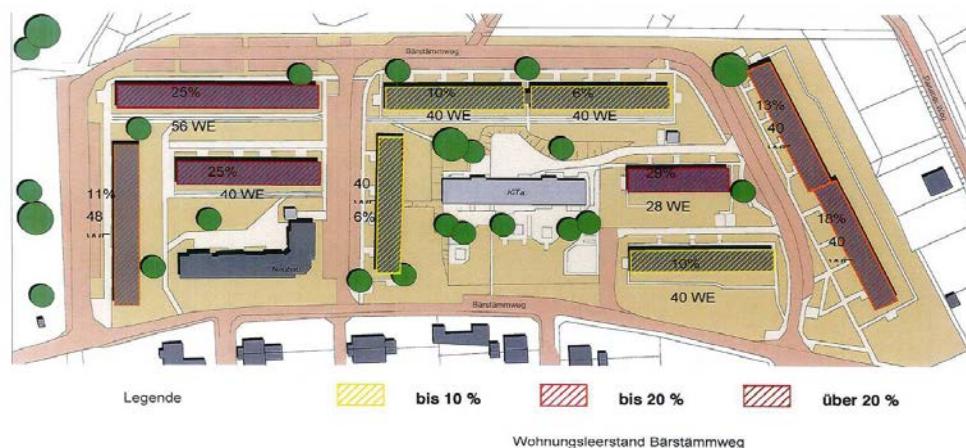 Bärstämmweg
25%
56 WE
10%
40 WE
6%
40 WE
13%
40
25%
40 WE
11%
48
40
6%
KiTa
29%
28 WE
18%
40
Neubau
10%
40 WE
Bärstämmweg
Legende
bis 10 %
bis 20 %
über 20 %
Wohnungsleerstand Bärstämmweg